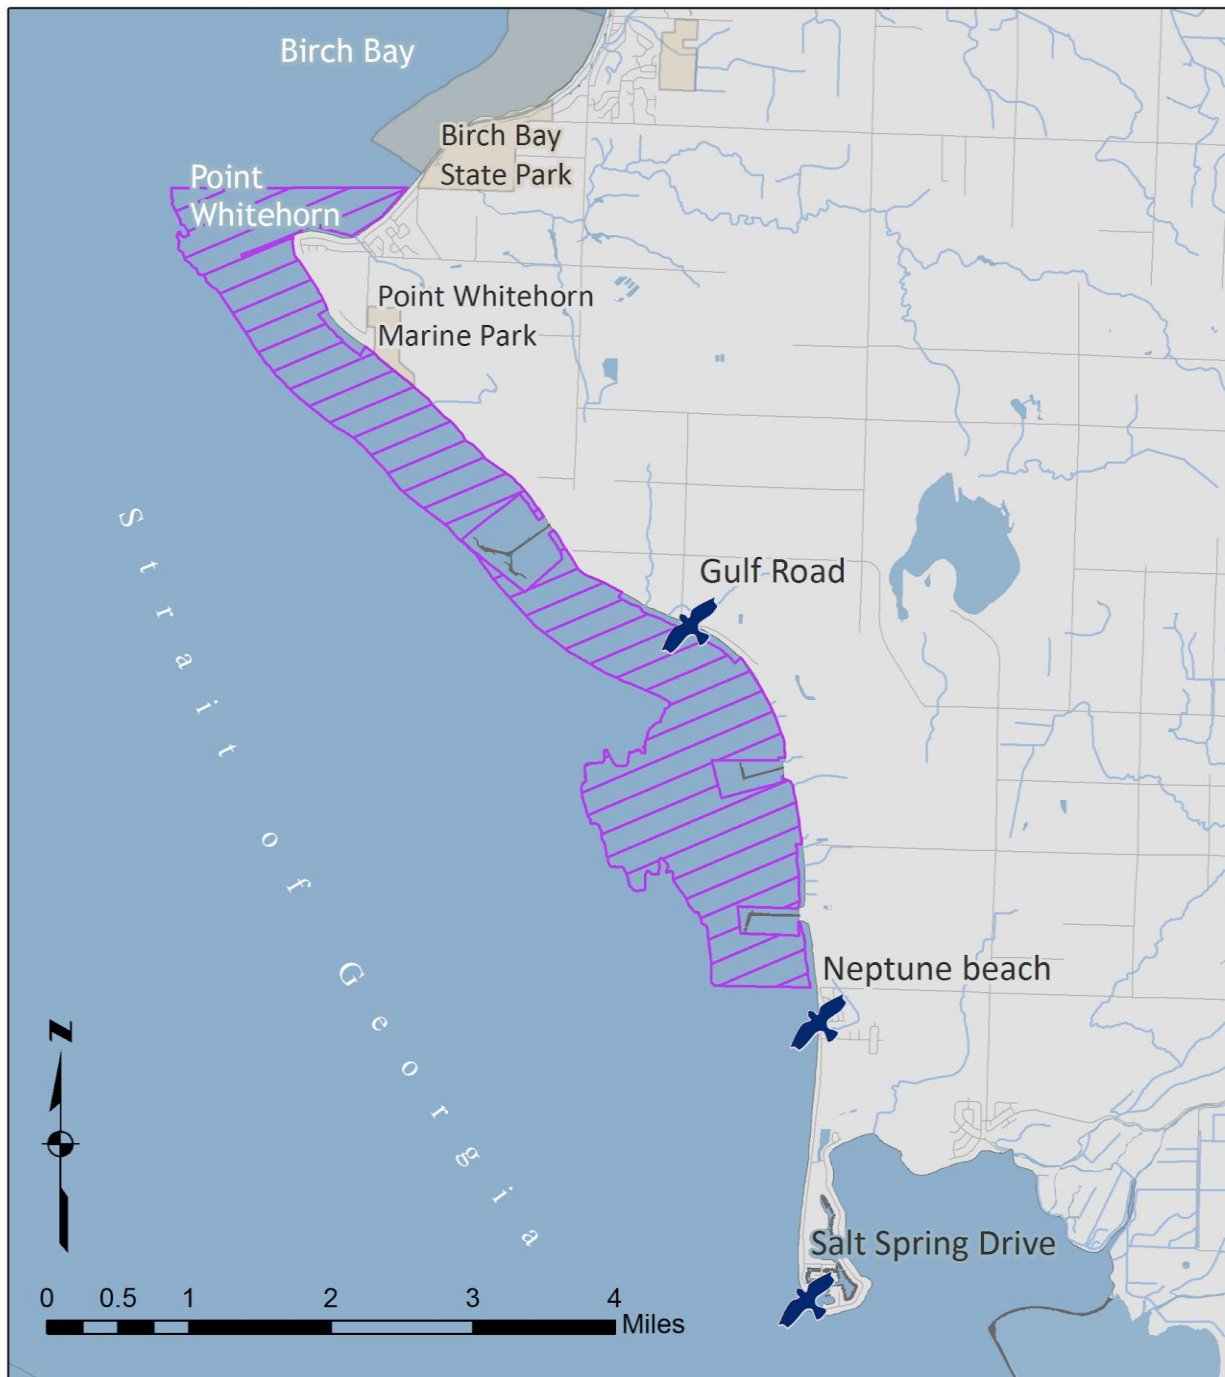 Birch Bay
Birch Bay
State Park
Point
Whitehorn
Point Whitehorn
Marine Park
Strait of Georgia
Gulf Road
Neptune beach
N
Salt Spring Drive
0 0.5 1 2 3 4
Miles